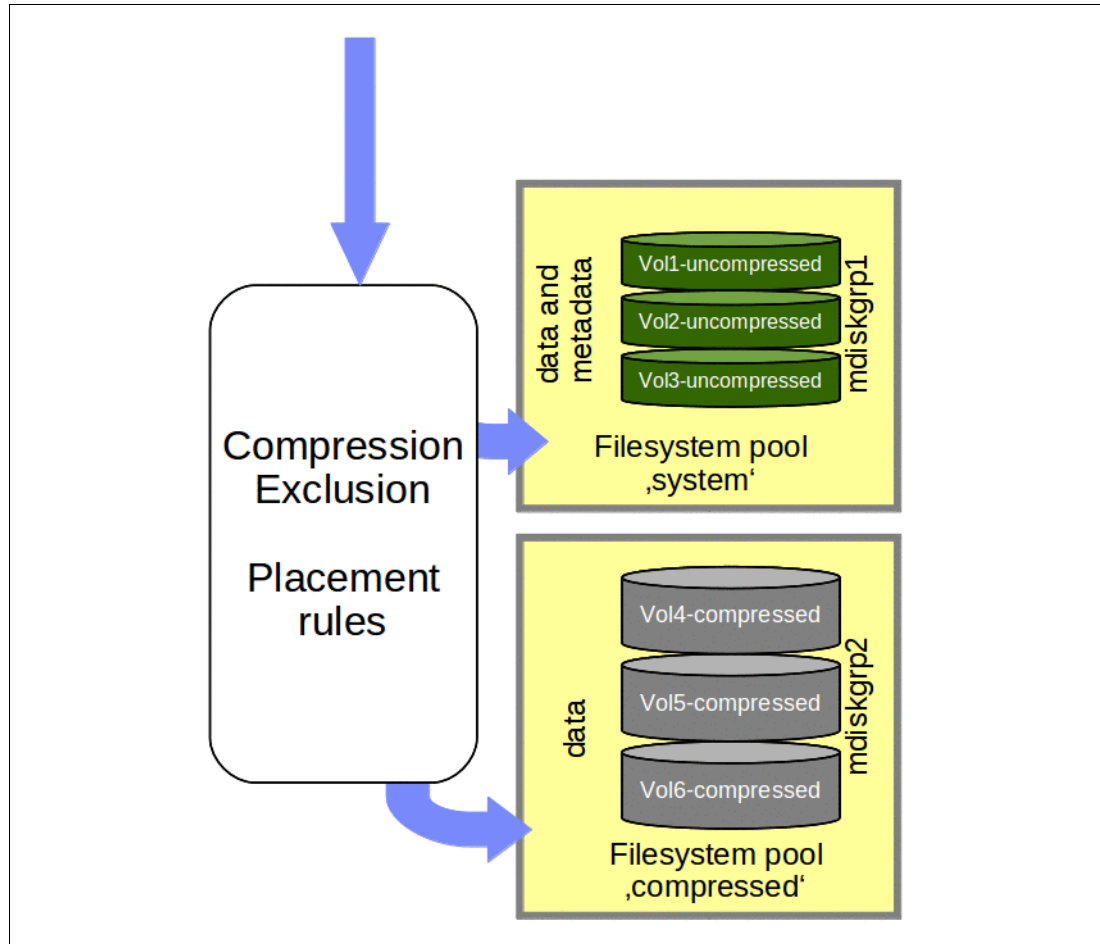 Compression
Exclusion
Placement
rules
data and
metadata
Vol1-uncompressed
Vol2-uncompressed
Vol3-uncompressed
mdiskgrp1
Filesystem pool
‚system‘
data
Vol4-compressed
Vol5-compressed
Vol6-compressed
mdiskgrp2
Filesystem pool
‚compressed‘